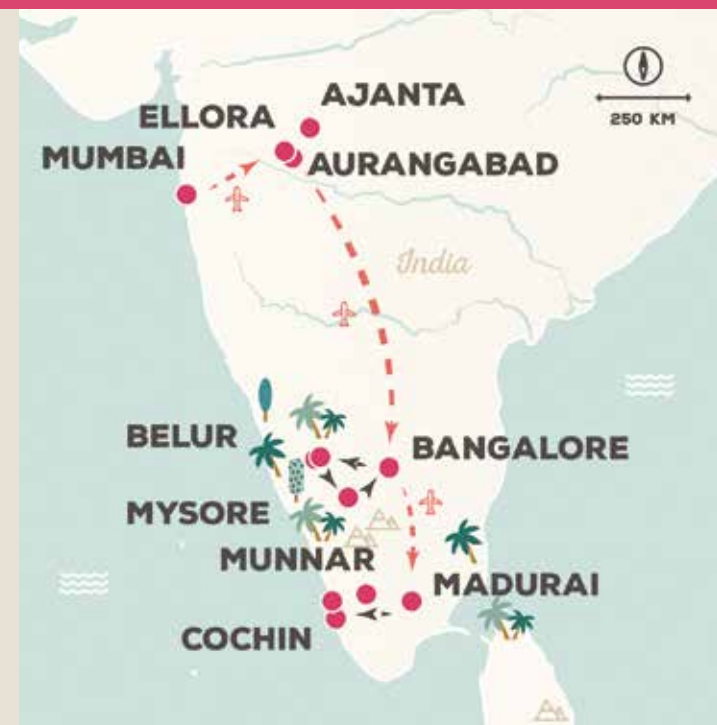 AJANTA
250 KM
ELLORA
MUMBAI
AURANGABAD
India
BELUR
BANGALORE
MYSORE
MUNNAR
MADURAI
COCHIN